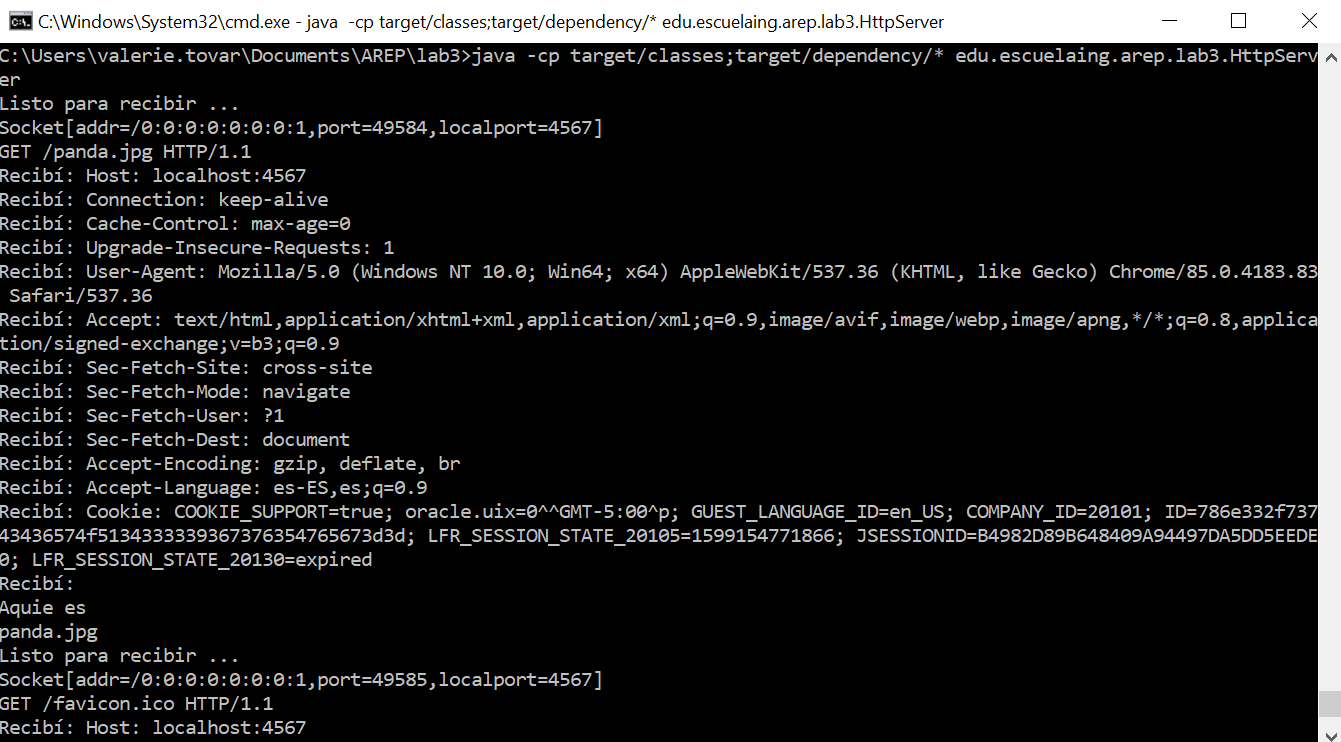 C:\Windows\System32\cmd.exe - java  -cp target/classes;target/dependency/* edu.escuelaing.arep.lab3.HttpServer
C:\Users\valerie.tovar\Documents\AREP\lab3>java -cp target/classes;target/dependency/* edu.escuelaing.arep.lab3.HttpServ
er
Listo para recibir ...
Socket[addr=/0:0:0:0:0:0:0:1,port=49584,localport=4567]
GET /panda.jpg HTTP/1.1
Recibí: Host: localhost:4567
Recibí: Connection: keep-alive
Recibí: Cache-Control: max-age=0
Recibí: Upgrade-Insecure-Requests: 1
Recibí: User-Agent: Mozilla/5.0 (Windows NT 10.0; Win64; x64) AppleWebKit/537.36 (KHTML, like Gecko) Chrome/85.0.4183.83
 Safari/537.36
Recibí: Accept: text/html,application/xhtml+xml,application/xml;q=0.9,image/avif,image/webp,image/apng,*/*;q=0.8,applica
tion/signed-exchange;v=b3;q=0.9
Recibí: Sec-Fetch-Site: cross-site
Recibí: Sec-Fetch-Mode: navigate
Recibí: Sec-Fetch-User: ?1
Recibí: Sec-Fetch-Dest: document
Recibí: Accept-Encoding: gzip, deflate, br
Recibí: Accept-Language: es-ES,es;q=0.9
Recibí: Cookie: COOKIE_SUPPORT=true; oracle.uix=0^^GMT-5:00^p; GUEST_LANGUAGE_ID=en_US; COMPANY_ID=20101; ID=786e332f737
43436574f5134333339367376354765673d3d; LFR_SESSION_STATE_20105=1599154771866; JSESSIONID=B4982D89B648409A94497DA5DD5EEDE
0; LFR_SESSION_STATE_20130=expired
Recibí:
Aquie es
panda.jpg
Listo para recibir ...
Socket[addr=/0:0:0:0:0:0:0:1,port=49585,localport=4567]
GET /favicon.ico HTTP/1.1
Recibí: Host: localhost:4567